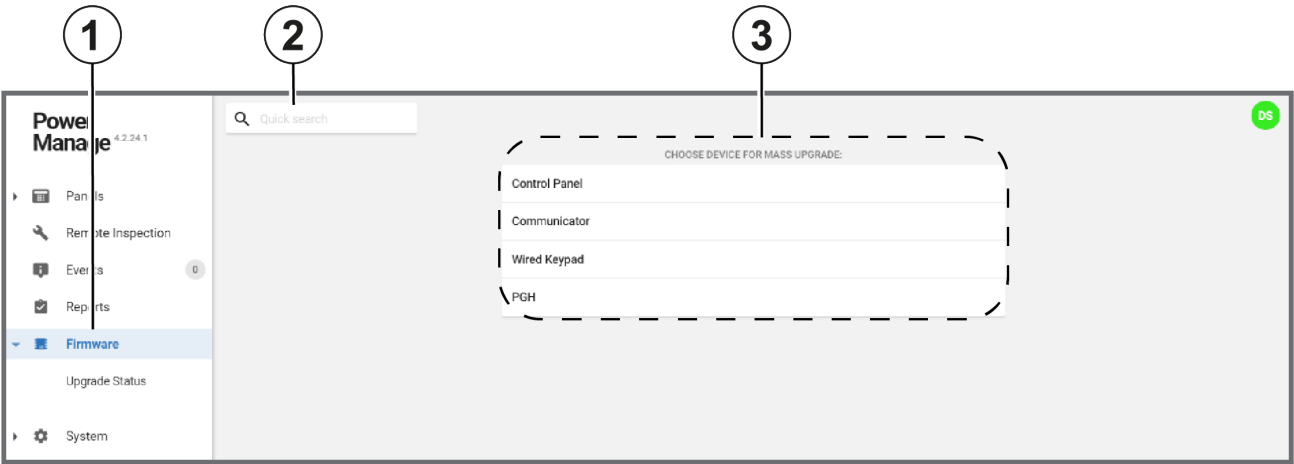 1 2 3
Power
Manage 4.2.24.1
Quick search
DS
CHOOSE DEVICE FOR MASS UPGRADE:
Control Panel
Communicator
Wired Keypad
PGH
Panels
Remote Inspection
Events 0
Reports
Firmware
Upgrade Status
System